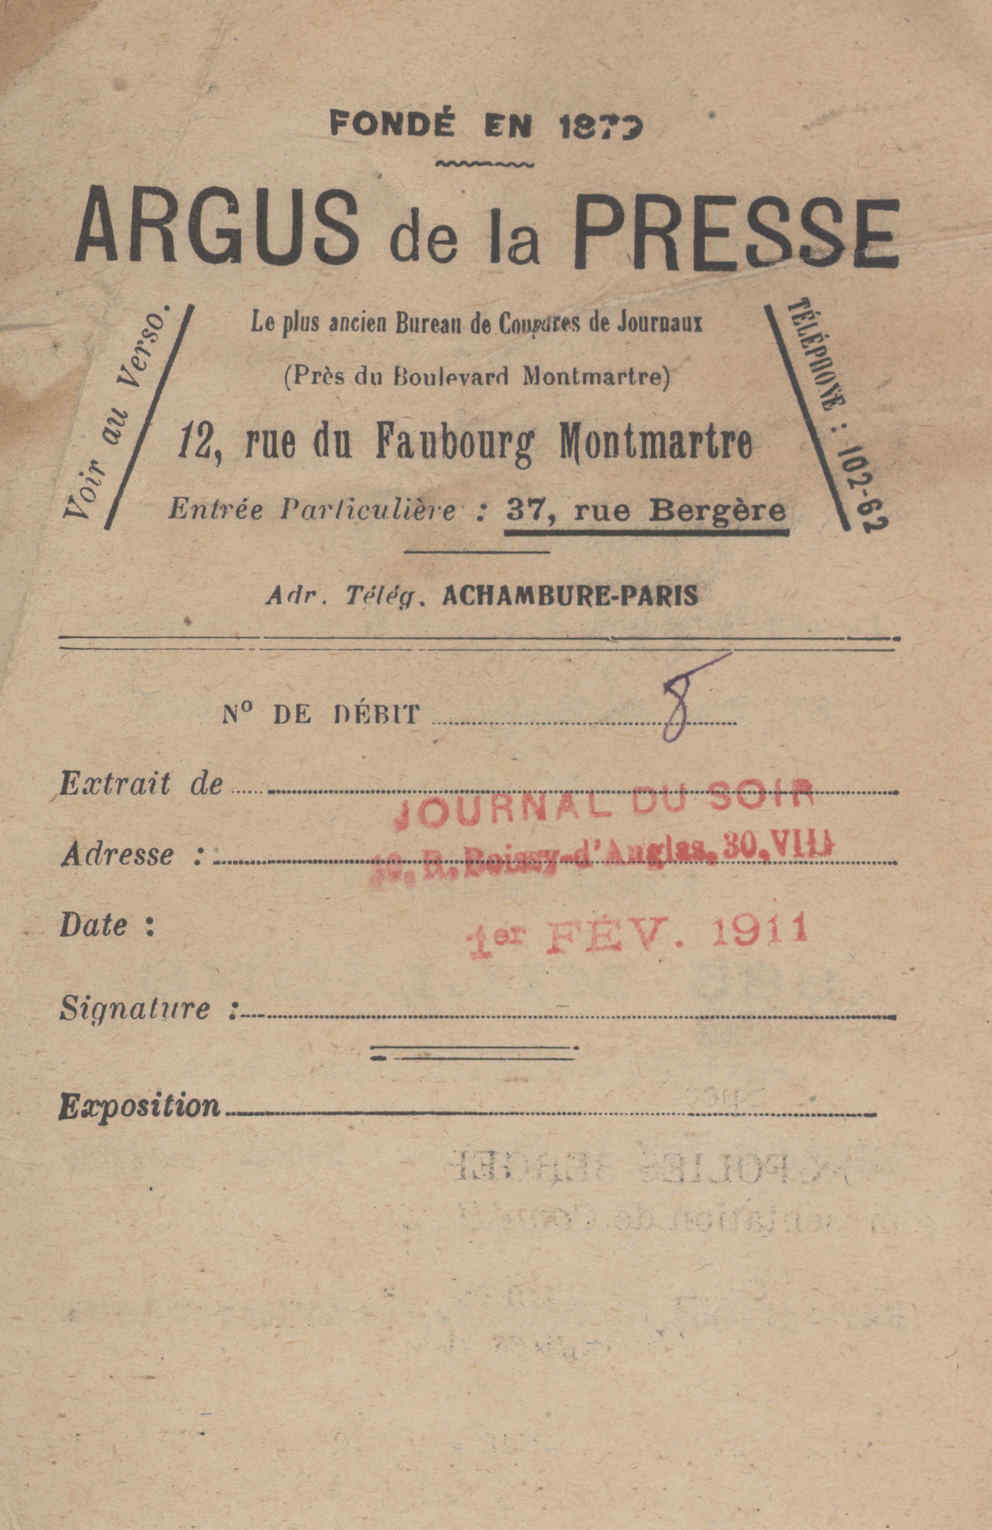 FONDÉ EN 1879
ARGUS de la PRESSE
Le plus ancien Bureau de Coupures de Journaux
(Près du Boulevard Montmartre)
12, rue du Faubourg Montmartre
Entrée Particulière : 37, rue Bergère
Voir au Verso.
TÉLÉPHONE : 102-62
Adr. Télég. ACHAMBURE-PARIS
Nº DE DÉBIT 8
Extrait de JOURNAL DU SOIR
Adresse : R. Boissy-d'Anglas, 30, VIII
Date : 1er FÉV. 1911
Signature :
Exposition